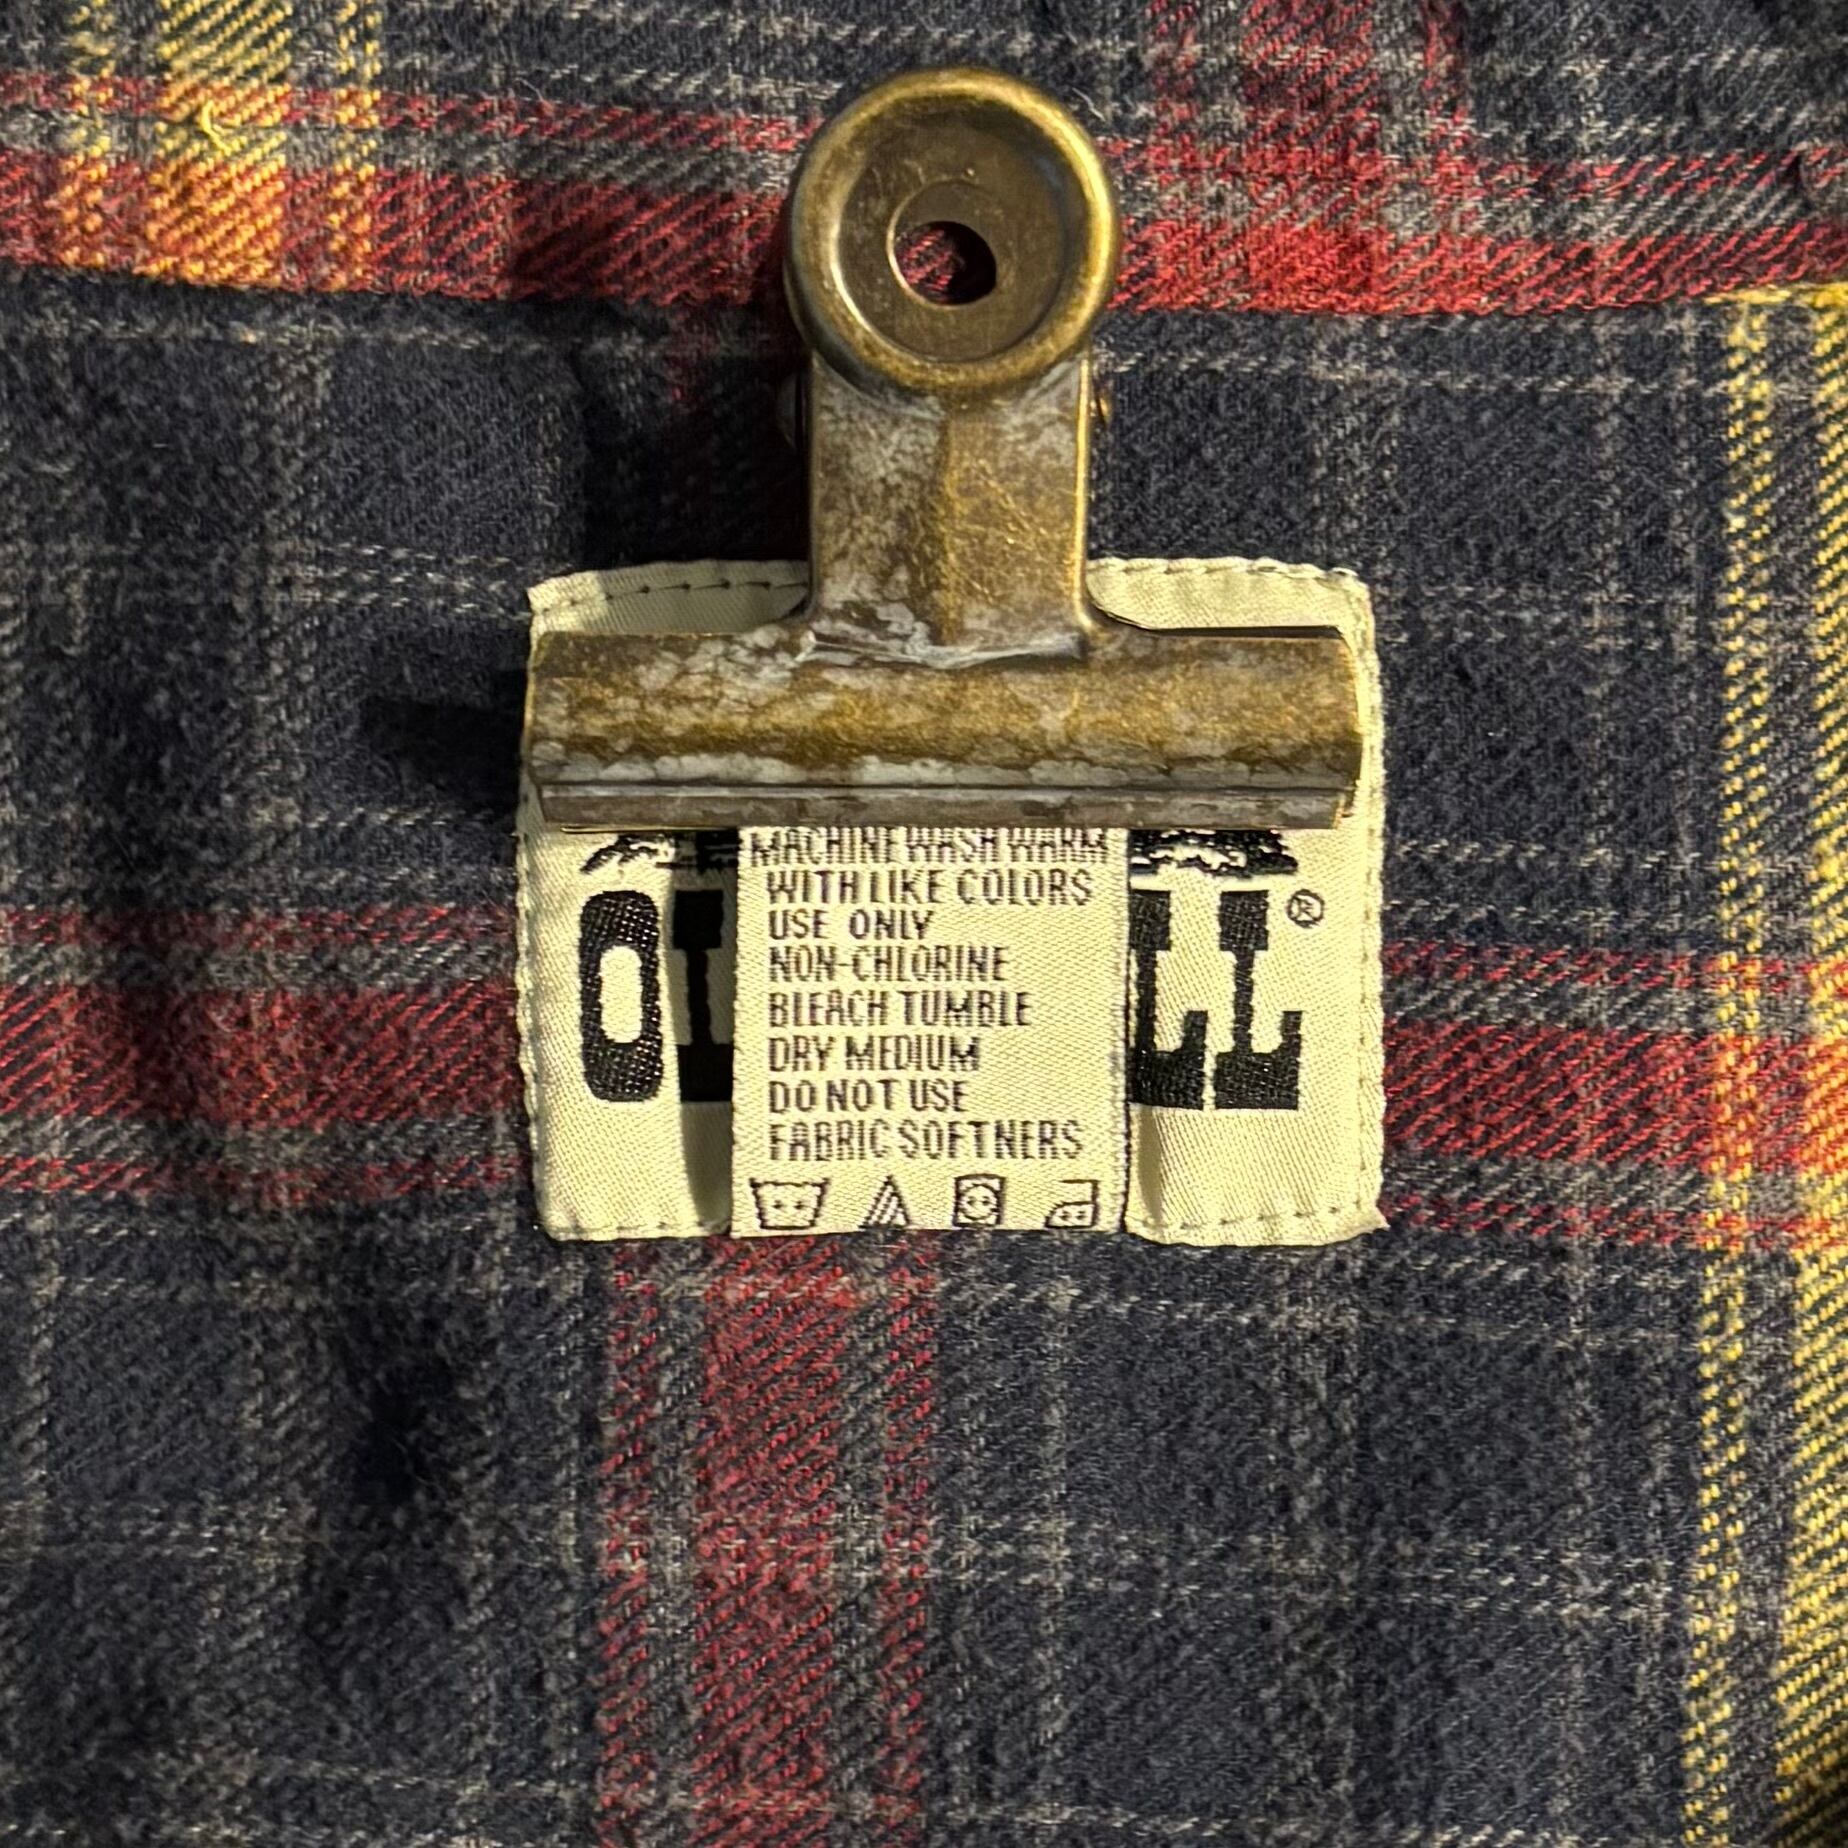 MACHINE WASH WARM
WITH LIKE COLORS
USE ONLY
NON-CHLORINE
BLEACH TUMBLE
DRY MEDIUM
DO NOT USE
FABRIC SOFTNERS
®